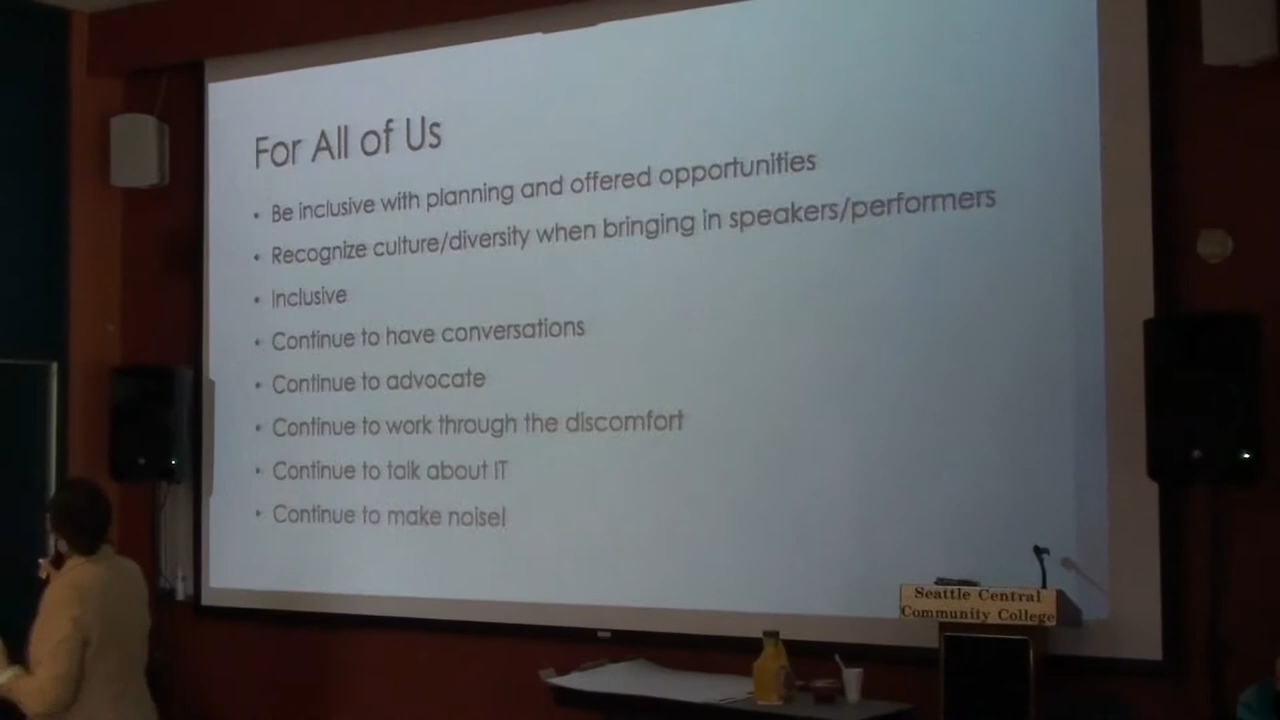 For All of Us
• Be inclusive with planning and offered opportunities
• Recognize culture/diversity when bringing in speakers/performers
• Inclusive
• Continue to have conversations
• Continue to advocate
• Continue to work through the discomfort
• Continue to talk about IT
• Continue to make noise!
Seattle Central
Community College